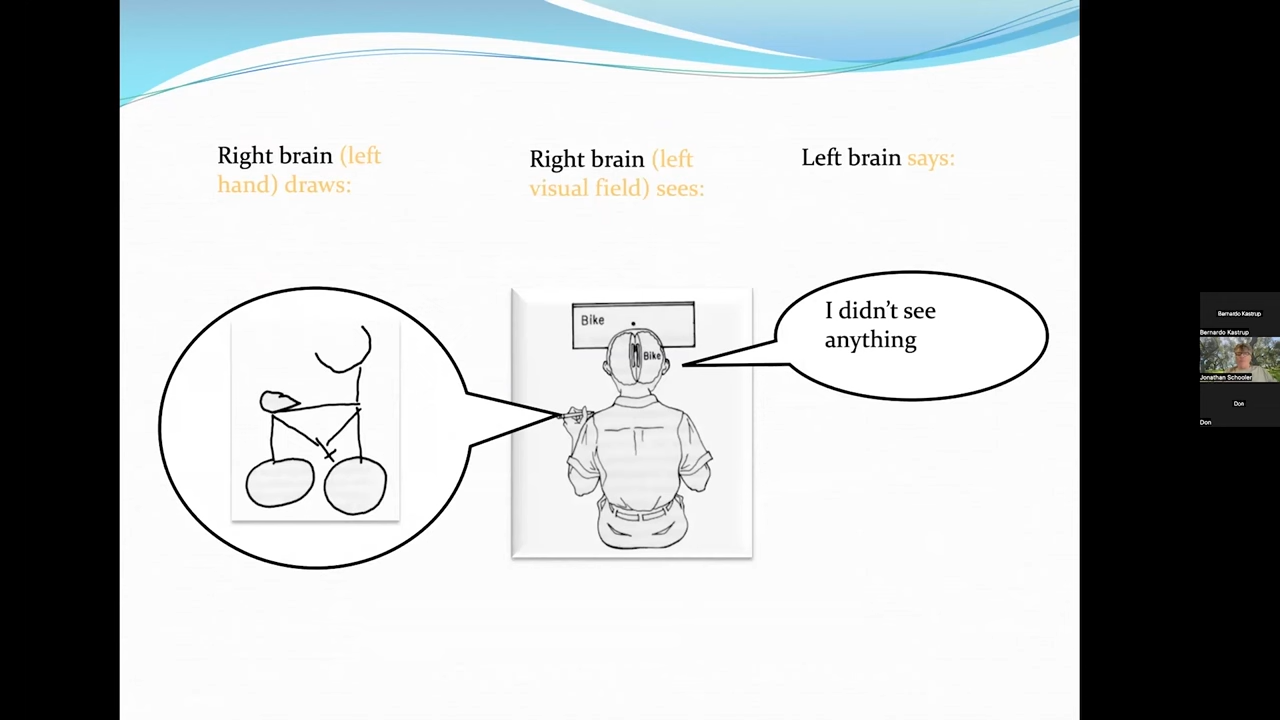 Right brain (left
hand) draws:
Right brain (left
visual field) sees:
Left brain says:
Bike
Bike
I didn’t see
anything
Bernardo Kastrup
Bernardo Kastrup
Jonathan Schooler
Don
Don